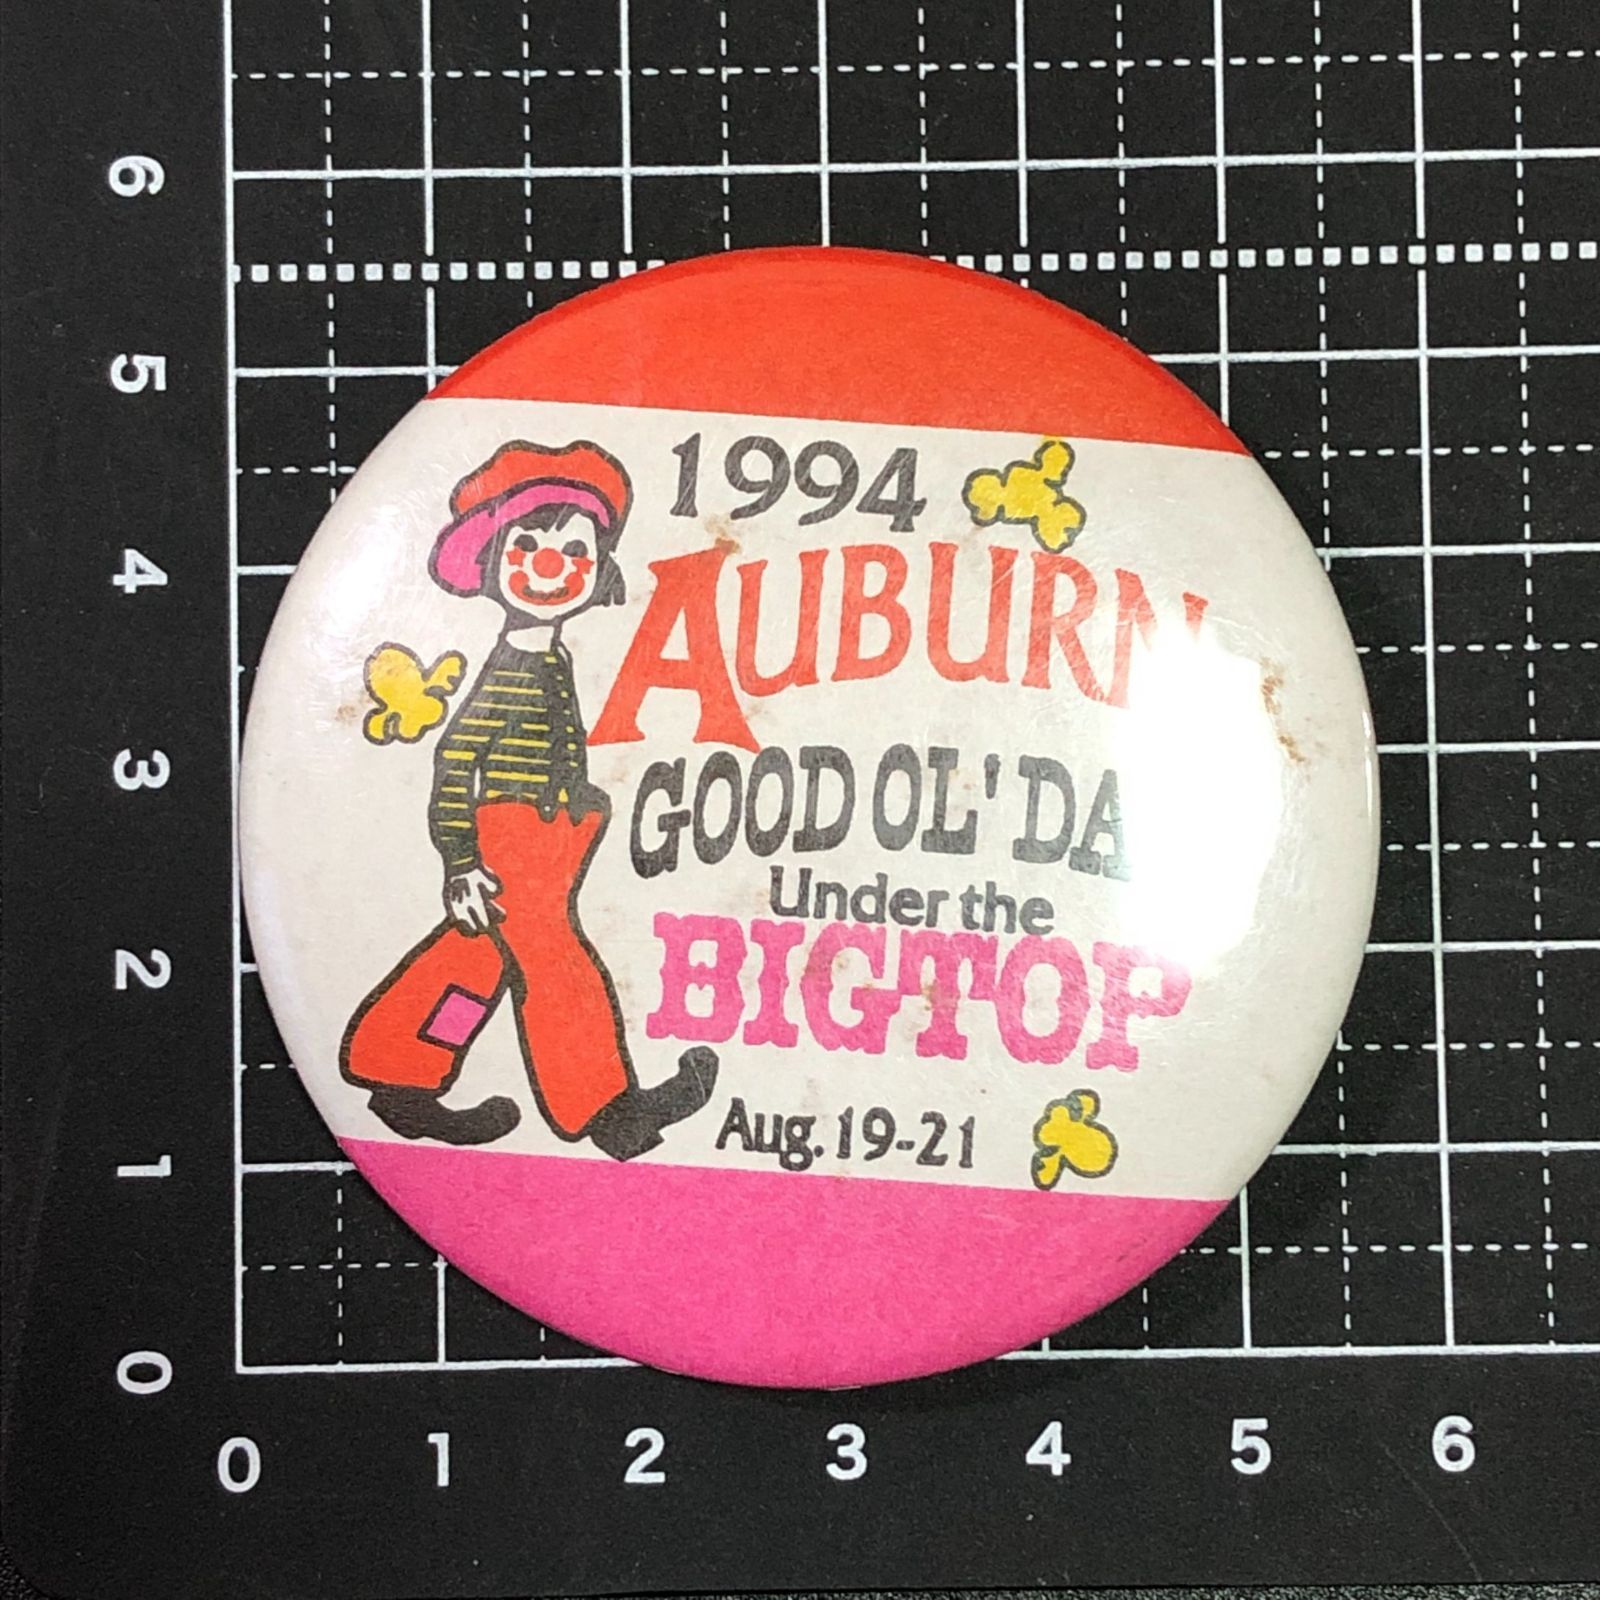 1994
AUBURN
GOOD OL' DA
Under the
BIGTOP
Aug. 19-21
6
5
4
3
2
1
0
0 1 2 3 4 5 6